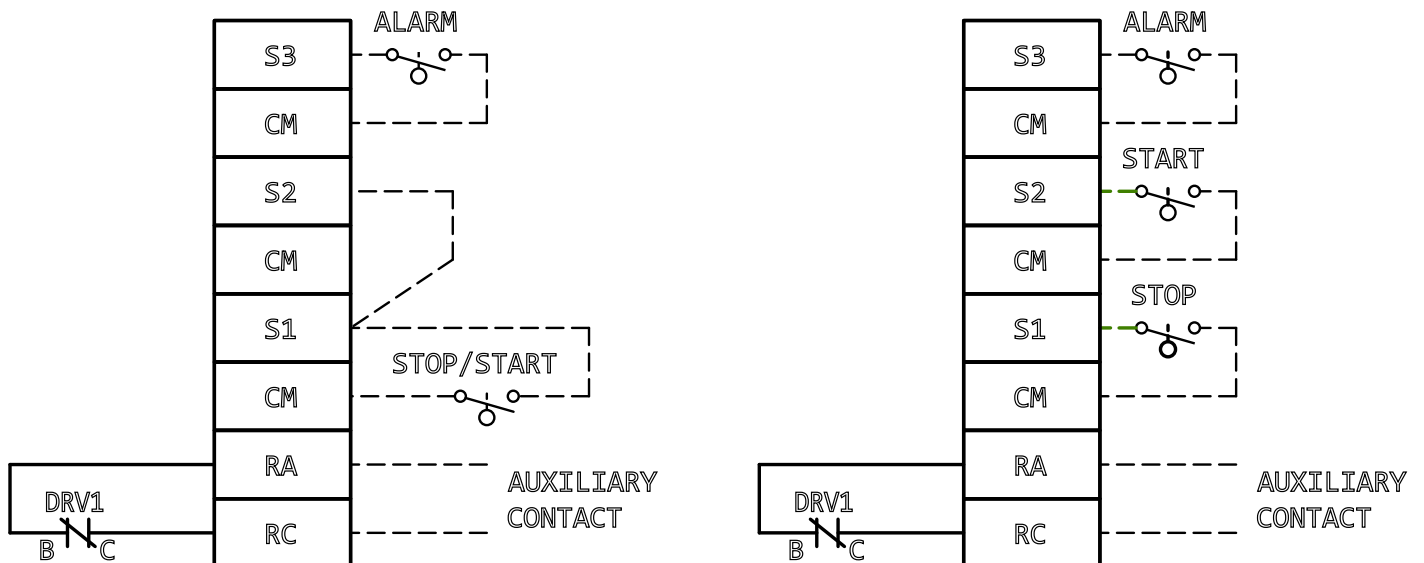 ALARM
S3
CM
S2
CM
S1
STOP/START
CM
RA
AUXILIARY
CONTACT
DRV1
B C
RC
ALARM
S3
CM
START
S2
CM
STOP
S1
CM
RA
AUXILIARY
CONTACT
DRV1
B C
RC